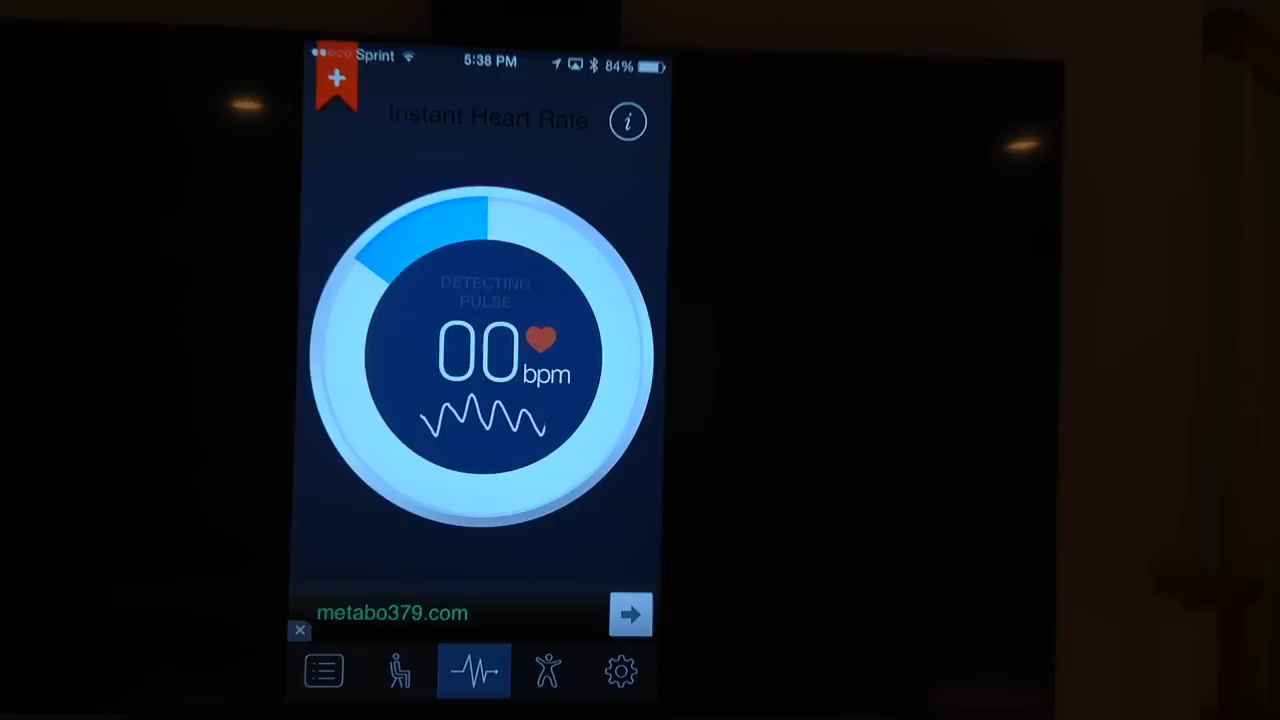 Sprint 5:38 PM 84%
Instant Heart Rate
i
DETECTING
PULSE
00
bpm
metabo379.com